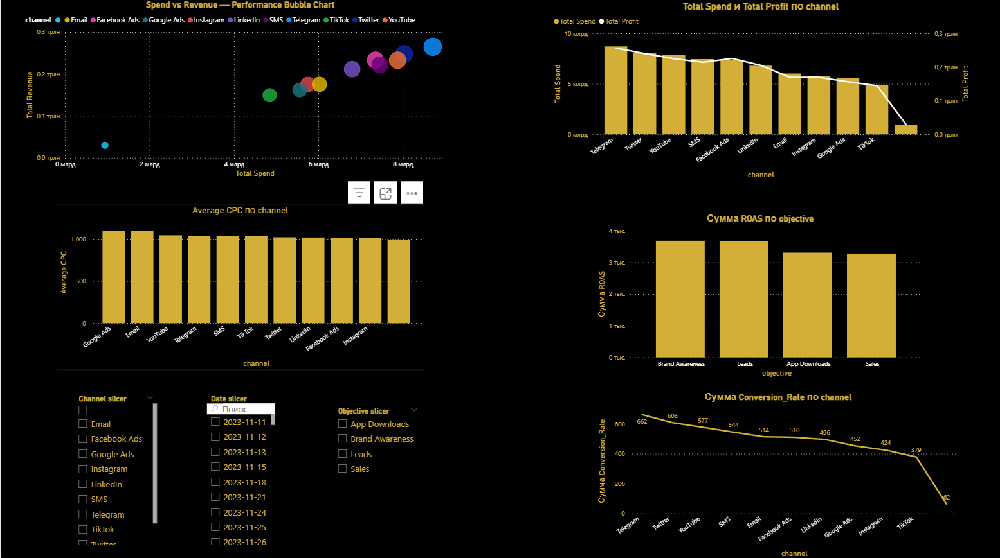 Spend vs Revenue — Performance Bubble Chart
channel Email Facebook Ads Google Ads Instagram LinkedIn SMS Telegram TikTok Twitter YouTube
Total Revenue
0,3 трлн
0,2 трлн
0,1 трлн
0,0 трлн
0 млрд 2 млрд 4 млрд 6 млрд 8 млрд
Total Spend
Total Spend и Total Profit по channel
Total Spend Total Profit
Total Spend
10 млрд
5 млрд
0 млрд
0,3 трлн
0,2 трлн
0,1 трлн
0,0 трлн
Total Profit
Telegram Twitter YouTube SMS Facebook Ads LinkedIn Email Instagram Google Ads TikTok
channel
Average CPC по channel
Average CPC
1 000
500
0
Google Ads Email YouTube Telegram SMS TikTok Twitter LinkedIn Facebook Ads Instagram
channel
Сумма ROAS по objective
Сумма ROAS
4 тыс.
3 тыс.
2 тыс.
1 тыс.
0 тыс.
Brand Awareness Leads App Downloads Sales
objective
Channel slicer
Email
Facebook Ads
Google Ads
Instagram
LinkedIn
SMS
Telegram
TikTok
Twitter
Date slicer
Поиск
2023-11-11
2023-11-12
2023-11-13
2023-11-15
2023-11-18
2023-11-21
2023-11-24
2023-11-25
2023-11-26
Objective slicer
App Downloads
Brand Awareness
Leads
Sales
Сумма Conversion_Rate по channel
Сумма Conversion_Rate
600
400
200
0
662 608 577 544 514 510 496 452 424 379 62
Telegram Twitter YouTube SMS Email Facebook Ads LinkedIn Google Ads Instagram TikTok
channel